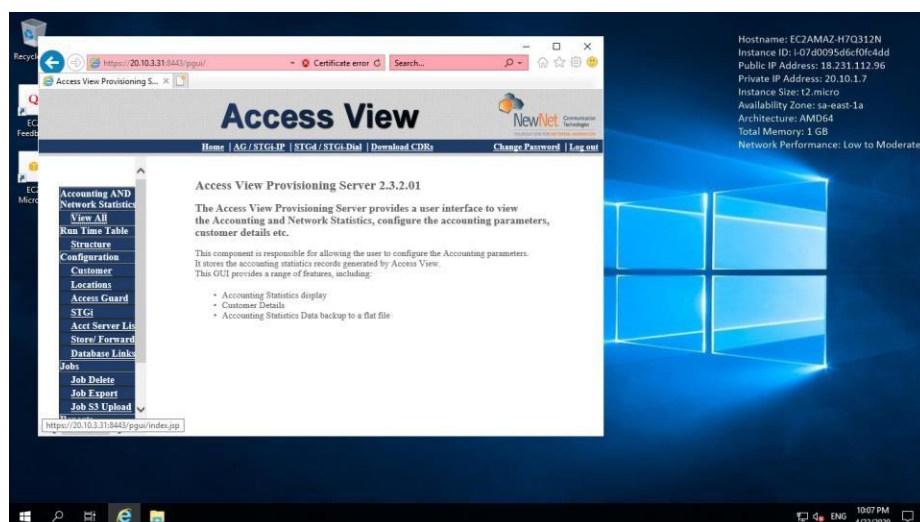 Recycle
https://20.10.3.31:8443/pgui/
Certificate error
Search...
Access View Provisioning S...
Access View
NewNet Communication Technologies
Home | AG / STGi-IP | STGd / STGi-Dial | Download CDRs
Change Password | Log out
Accounting AND
Network Statistics
View All
Run Time Table
Structure
Configuration
Customer
Locations
Access Guard
STGi
Acct Server Lis
Store/ Forward
Database Links
Jobs
Job Delete
Job Export
Job S3 Upload
Access View Provisioning Server 2.3.2.01
The Access View Provisioning Server provides a user interface to view
the Accounting and Network Statistics, configure the accounting parameters,
customer details etc.
This component is responsible for allowing the user to configure the Accounting parameters.
It stores the accounting statistics records generated by Access View.
This GUI provides a range of features, including:
Accounting Statistics display
Customer Details
Accounting Statistics Data backup to a flat file
https://20.10.3.31:8443/pgui/index.jsp
EC2
Feedb
EC2
Micro
Hostname: EC2AMAZ-H7Q312N
Instance ID: i-07d0095d6cf0fc4dd
Public IP Address: 18.231.112.96
Private IP Address: 20.10.1.7
Instance Size: t2.micro
Availability Zone: sa-east-1a
Architecture: AMD64
Total Memory: 1 GB
Network Performance: Low to Moderate
ENG
10:07 PM